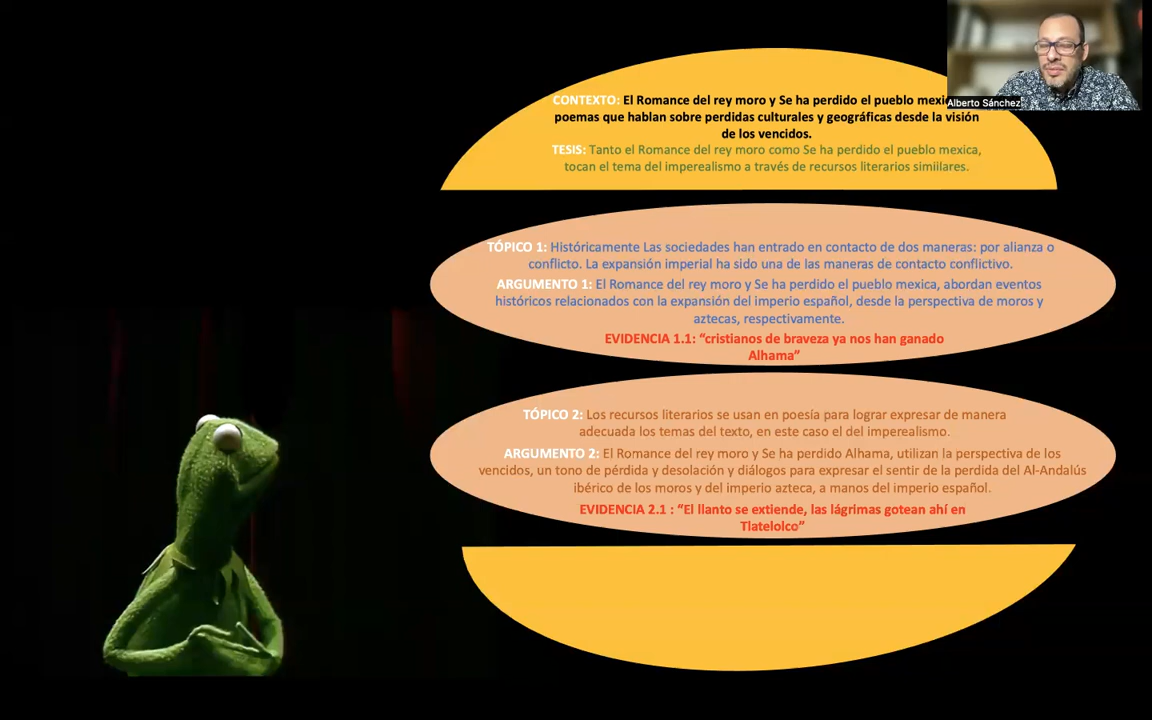 Alberto Sánchez
CONTEXTO: El Romance del rey moro y Se ha perdido el pueblo
poemas que hablan sobre perdidas culturales y geográficas desde la visión
de los vencidos.
TESIS: Tanto el Romance del rey moro como Se ha perdido el pueblo mexica,
tocan el tema del imperealismo a través de recursos literarios simiilares.
TÓPICO 1: Históricamente Las sociedades han entrado en contacto de dos maneras: por alianza o
conflicto. La expansión imperial ha sido una de las maneras de contacto conflictivo.
ARGUMENTO 1: El Romance del rey moro y Se ha perdido el pueblo mexica, abordan eventos
históricos relacionados con la expansión del imperio español, desde la perspectiva de moros y
aztecas, respectivamente.
EVIDENCIA 1.1: “cristianos de braveza ya nos han ganado
Alhama”
TÓPICO 2: Los recursos literarios se usan en poesía para lograr expresar de manera
adecuada los temas del texto, en este caso el del imperealismo.
ARGUMENTO 2: El Romance del rey moro y Se ha perdido Alhama, utilizan la perspectiva de los
vencidos, un tono de pérdida y desolación y diálogos para expresar el sentir de la perdida del Al-Andalús
ibérico de los moros y del imperio azteca, a manos del imperio español.
EVIDENCIA 2.1 : “El llanto se extiende, las lágrimas gotean ahí en
Tlatelolco”